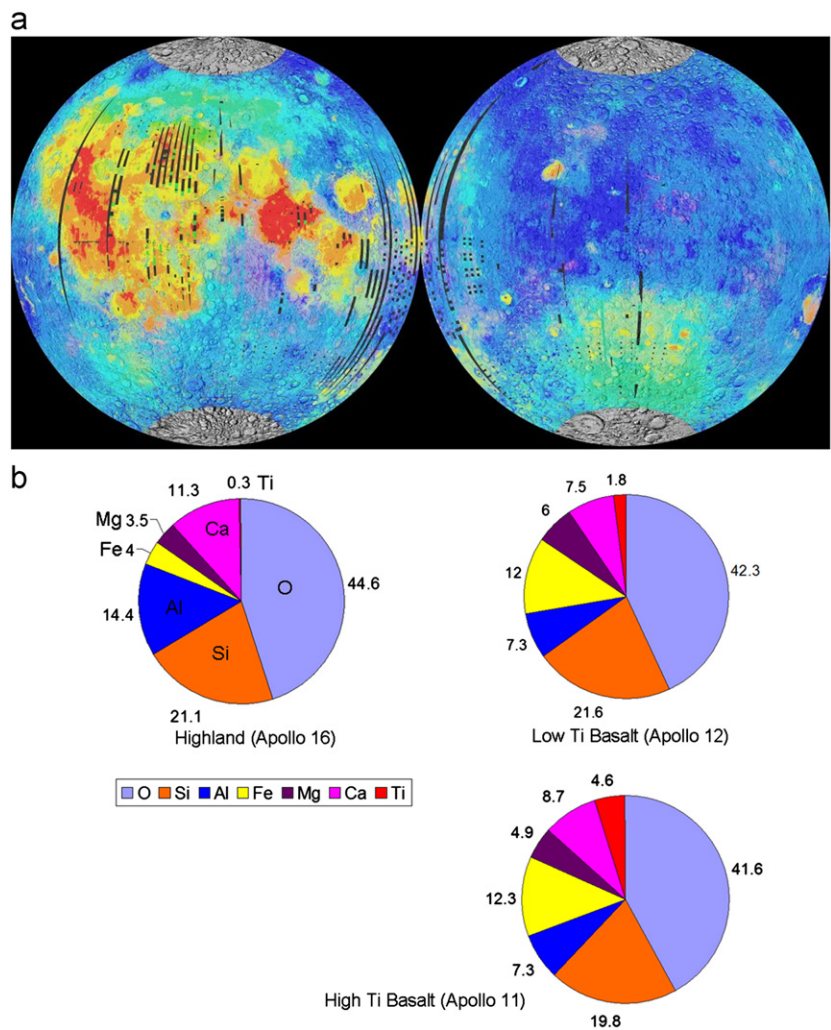 a
b
0.3 Ti
11.3
Mg 3.5
Ca
Fe 4
O
44.6
14.4
Al
Si
21.1
Highland (Apollo 16)
1.8
7.5
6
12
42.3
7.3
21.6
Low Ti Basalt (Apollo 12)
O Si Al Fe Mg Ca Ti
4.6
8.7
4.9
41.6
12.3
7.3
High Ti Basalt (Apollo 11)
19.8